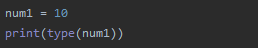 num1 = 10
print(type(num1))